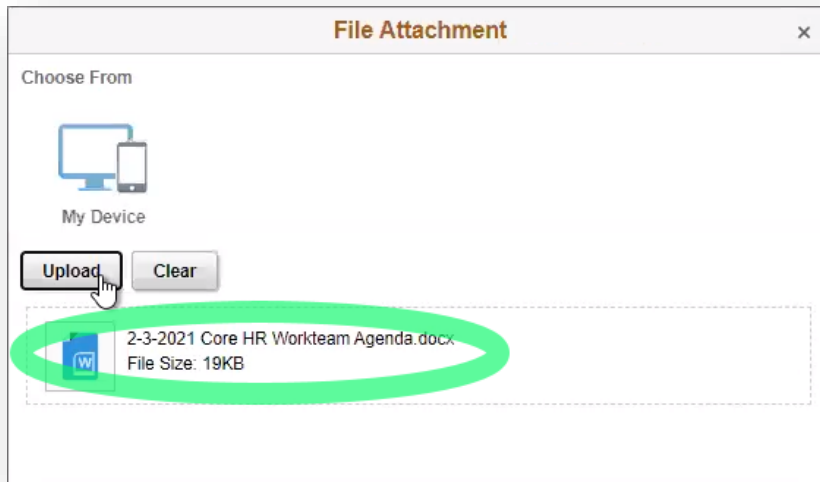 File Attachment
×
Choose From
My Device
Upload
Clear
W
2-3-2021 Core HR Workteam Agenda.docx
File Size: 19KB